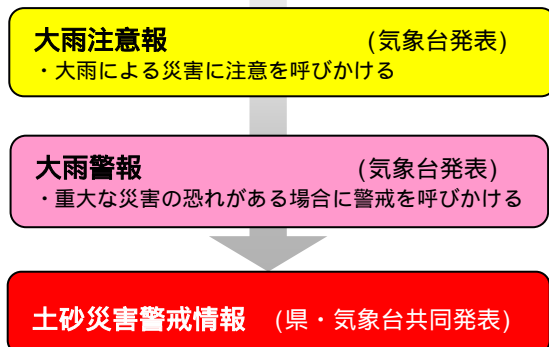 大雨注意報 (気象台発表)
・大雨による災害に注意を呼びかける
大雨警報 (気象台発表)
・重大な災害の恐れがある場合に警戒を呼びかける
土砂災害警戒情報 (県・気象台共同発表)